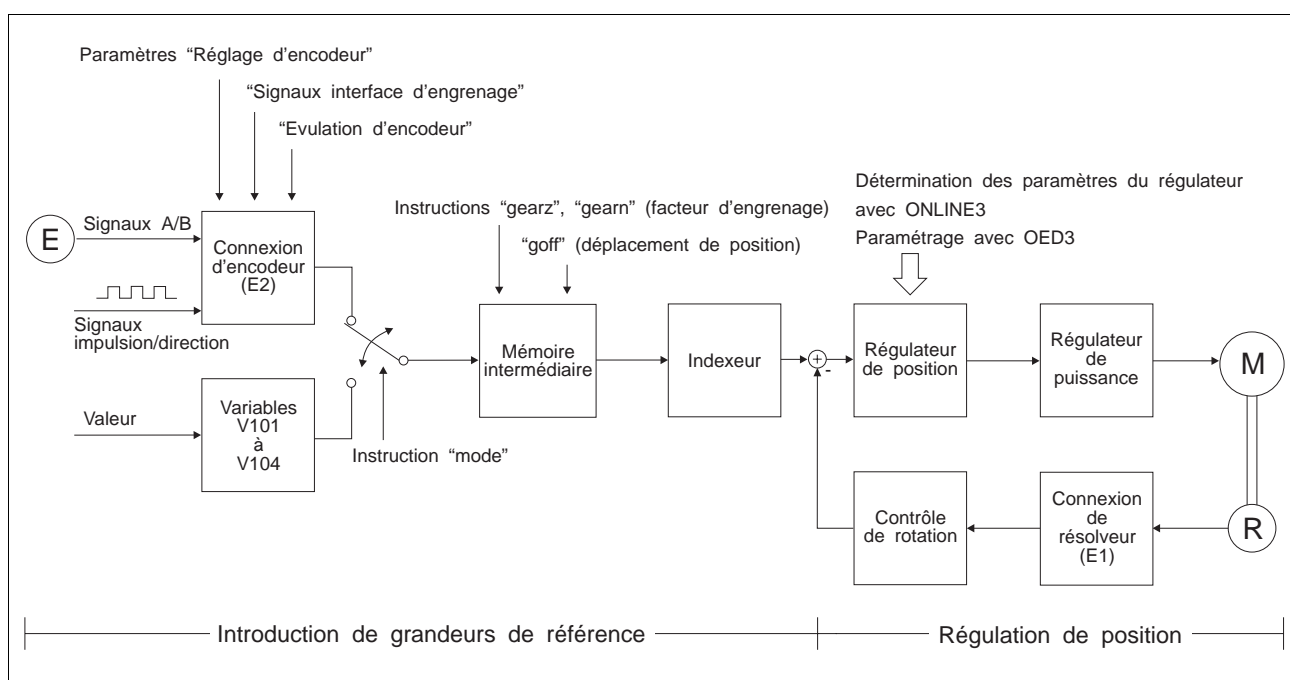 Paramètres “Réglage d’encodeur”
“Signaux interface d’engrenage”
“Evulation d’encodeur”
E
Signaux A/B
Connexion
d’encodeur
(E2)
Signaux
impulsion/direction
Valeur
Variables
V101
à
V104
Instruction “mode”
Instructions “gearz”, “gearn” (facteur d’engrenage)
“goff” (déplacement de position)
Mémoire
intermédiaire
Indexeur
+
-
Détermination des paramètres du régulateur
avec ONLINE3
Paramétrage avec OED3
Régulateur
de position
Régulateur
de
puissance
M
Contrôle
de rotation
Connexion
de
résolveur
(E1)
R
Introduction de grandeurs de référence
Régulation de position